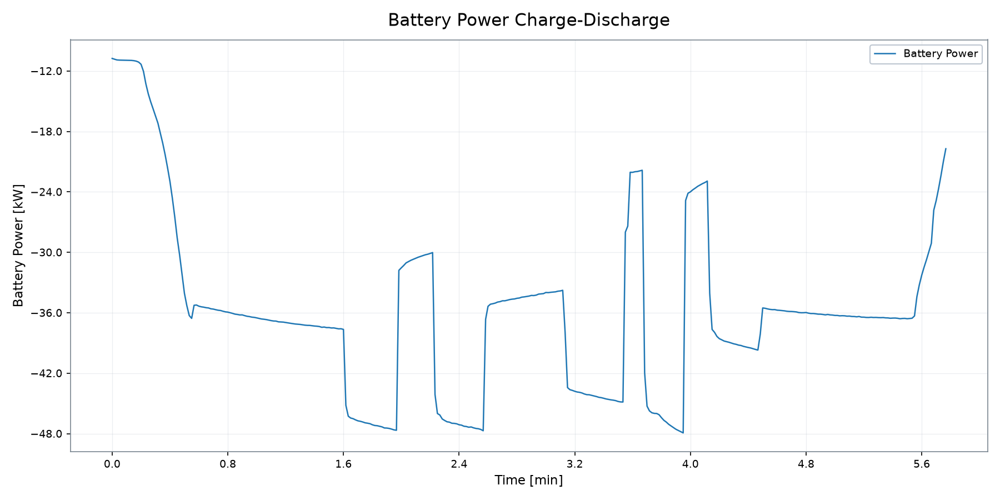 Battery Power Charge-Discharge
Battery Power
−12.0
−18.0
−24.0
−30.0
−36.0
−42.0
−48.0
Battery Power [kW]
0.0 0.8 1.6 2.4 3.2 4.0 4.8 5.6
Time [min]